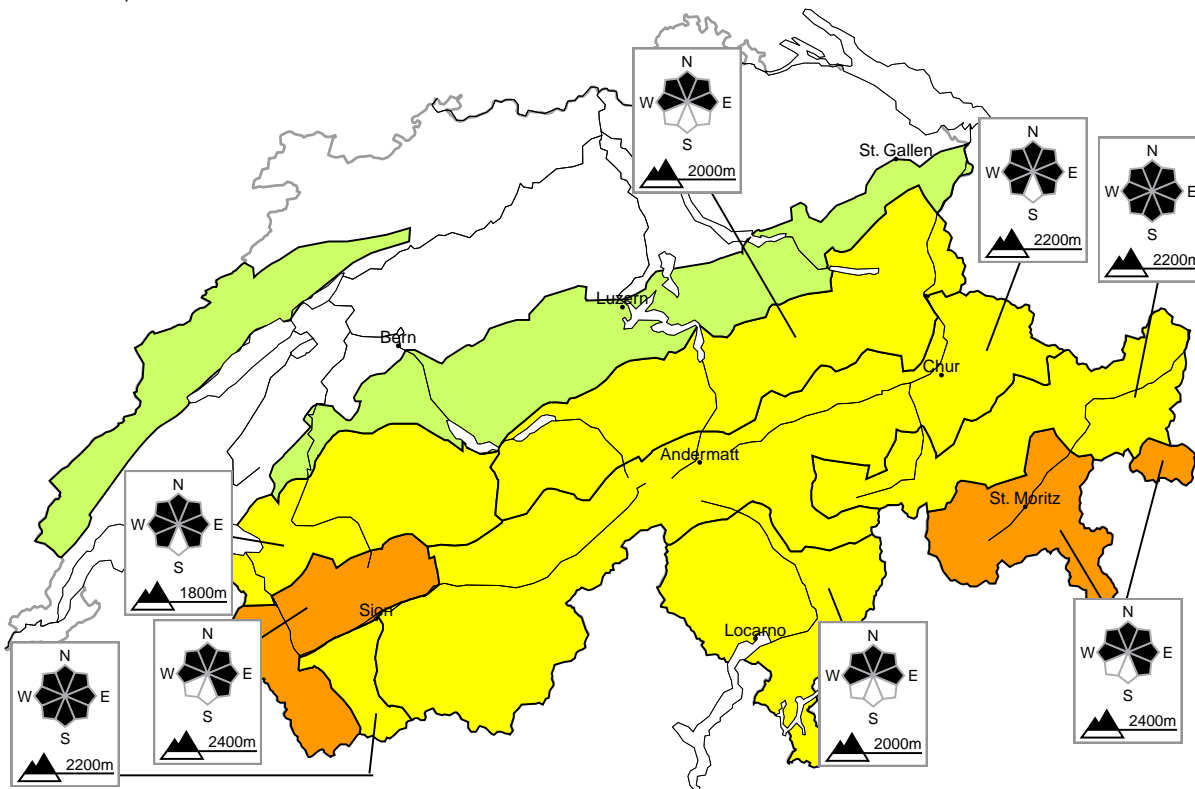 N
W E
S
2000m
St. Gallen
N
W E
S
2200m
N
W E
S
2200m
Luzern
Bern
Chur
Andermatt
St. Moritz
N
W E
S
1800m
Sion
N
W E
S
2400m
N
W E
S
2200m
Locarno
N
W E
S
2000m
N
W E
S
2400m